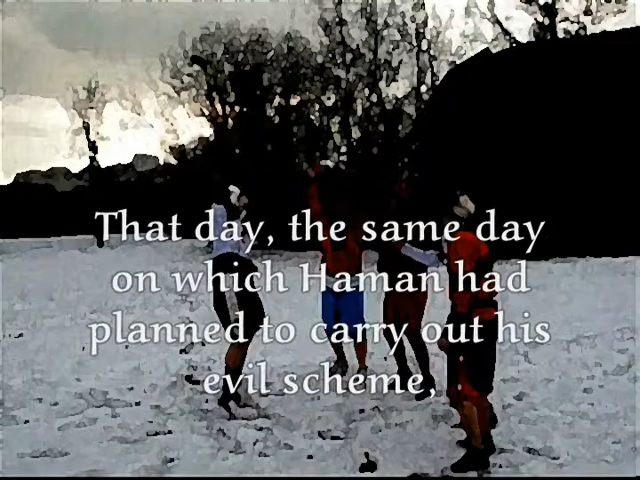 That day, the same day
on which Haman had
planned to carry out his
evil scheme,